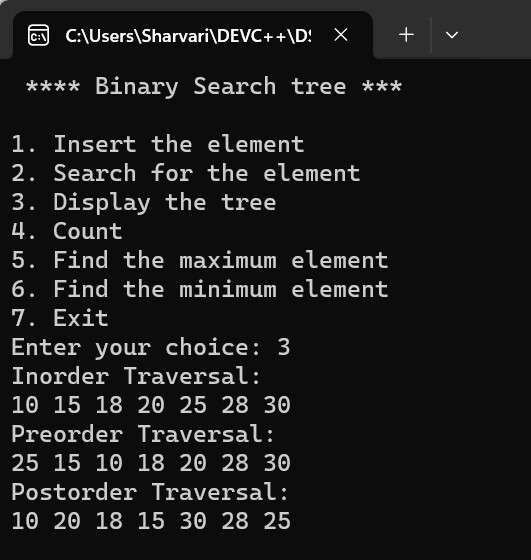 C:\Users\Sharvari\DEVC++\DS
**** Binary Search tree ***
1. Insert the element
2. Search for the element
3. Display the tree
4. Count
5. Find the maximum element
6. Find the minimum element
7. Exit
Enter your choice: 3
Inorder Traversal:
10 15 18 20 25 28 30
Preorder Traversal:
25 15 10 18 20 28 30
Postorder Traversal:
10 20 18 15 30 28 25